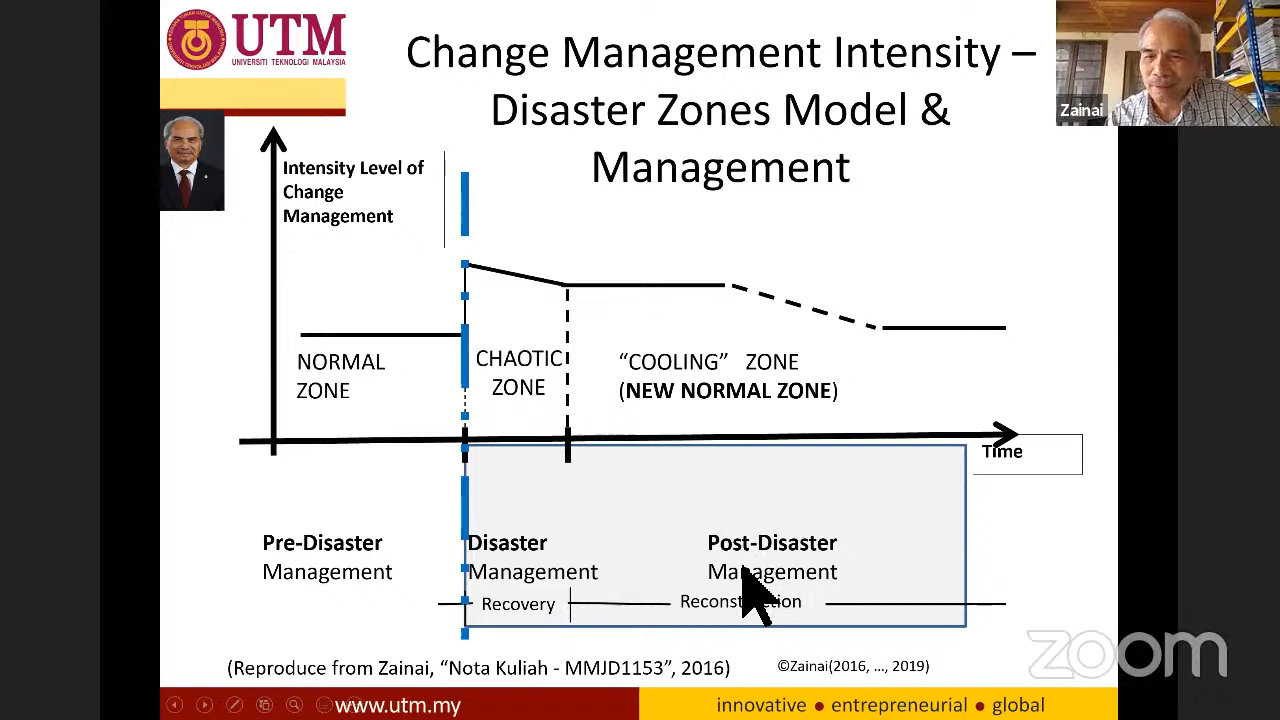 UTM
UNIVERSITI TEKNOLOGI MALAYSIA
Change Management Intensity –
Disaster Zones Model &
Management
Zainai
Intensity Level of
Change
Management
NORMAL
ZONE
CHAOTIC
ZONE
“COOLING” ZONE
(NEW NORMAL ZONE)
Time
Pre-Disaster
Management
Disaster
Management
Post-Disaster
Management
Recovery
Reconstruction
(Reproduce from Zainai, “Nota Kuliah - MMJD1153”, 2016)
©Zainai(2016, ..., 2019)
zoom
www.utm.my
innovative ● entrepreneurial ● global